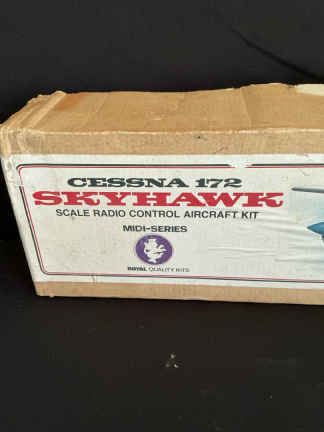 CESSNA 172
SKYHAWK
SCALE RADIO CONTROL AIRCRAFT KIT
MIDI-SERIES
ROYAL QUALITY KITS